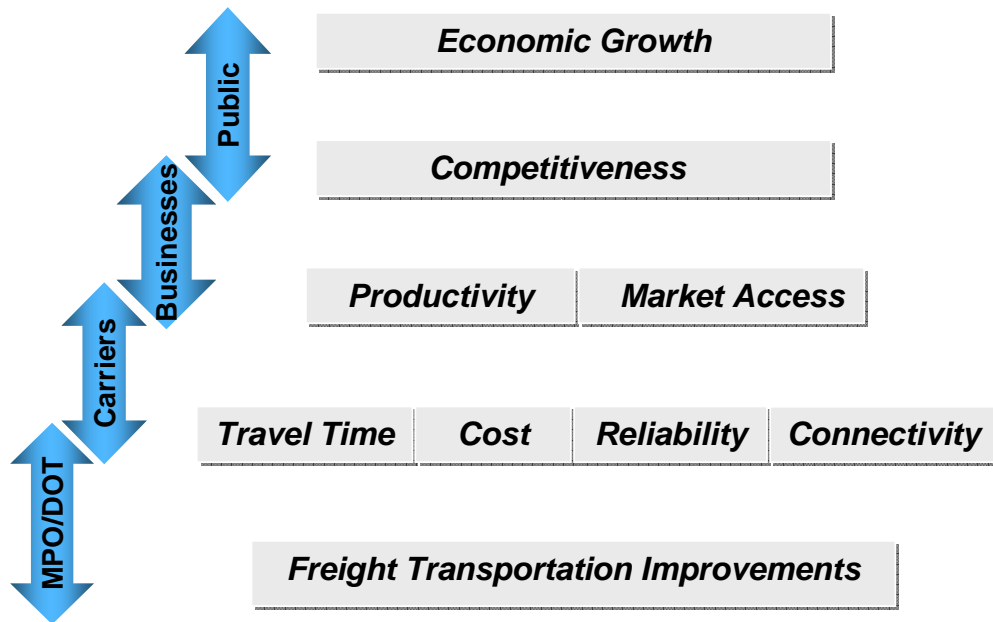 Public
Economic Growth
Businesses
Competitiveness
Productivity
Market Access
Carriers
Travel Time
Cost
Reliability
Connectivity
MPO/DOT
Freight Transportation Improvements